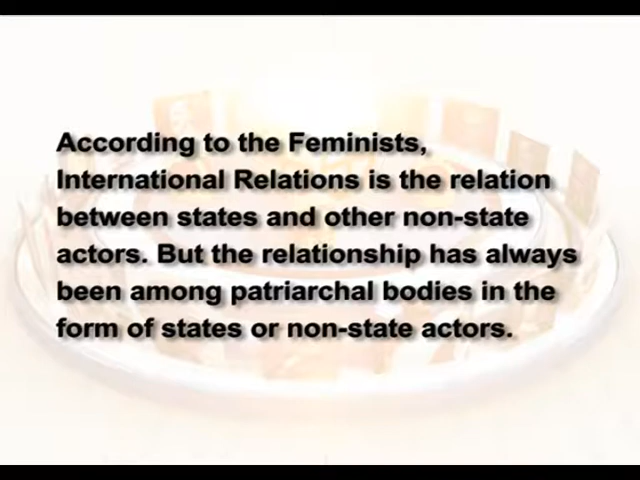 According to the Feminists,
International Relations is the relation
between states and other non-state
actors. But the relationship has always
been among patriarchal bodies in the
form of states or non-state actors.